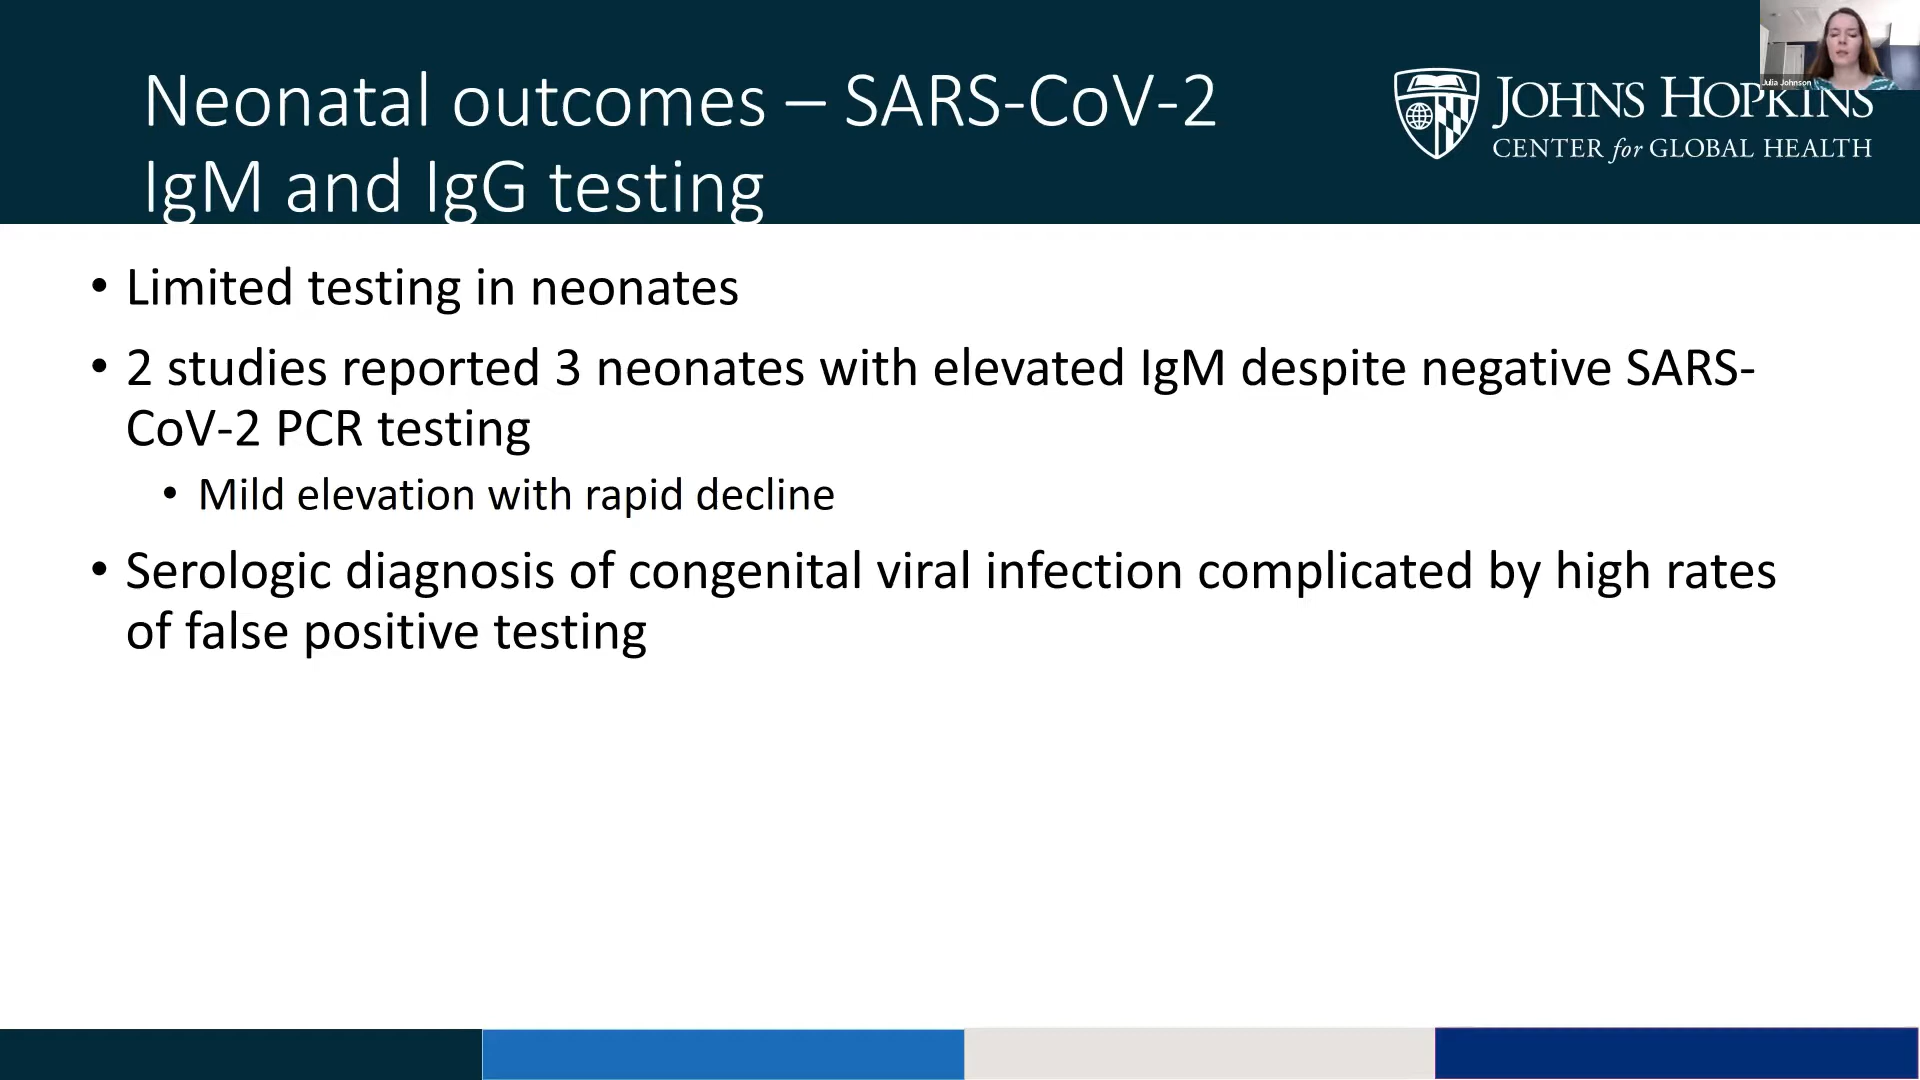 Neonatal outcomes – SARS-CoV-2
IgM and IgG testing
Julia Johnson
JOHNS HOPKINS
CENTER for GLOBAL HEALTH
• Limited testing in neonates
• 2 studies reported 3 neonates with elevated IgM despite negative SARS-
CoV-2 PCR testing
• Mild elevation with rapid decline
• Serologic diagnosis of congenital viral infection complicated by high rates
of false positive testing